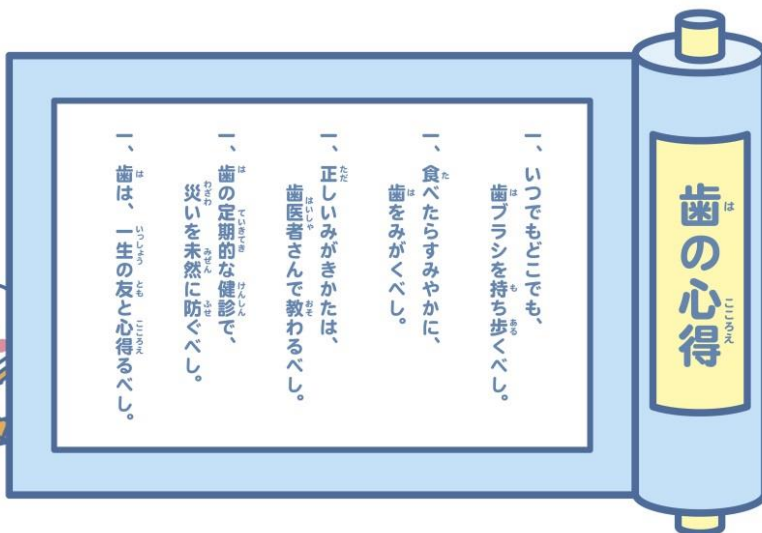 歯の心得
一、いつでもどこでも、
歯ブラシを持ち歩くべし。
一、食べたらすみやかに、
歯をみがくべし。
一、正しいみがきかたは、
歯医者さんで教わるべし。
一、歯の定期的な健診で、
災いを未然に防ぐべし。
一、歯は、一生の友と心得るべし。